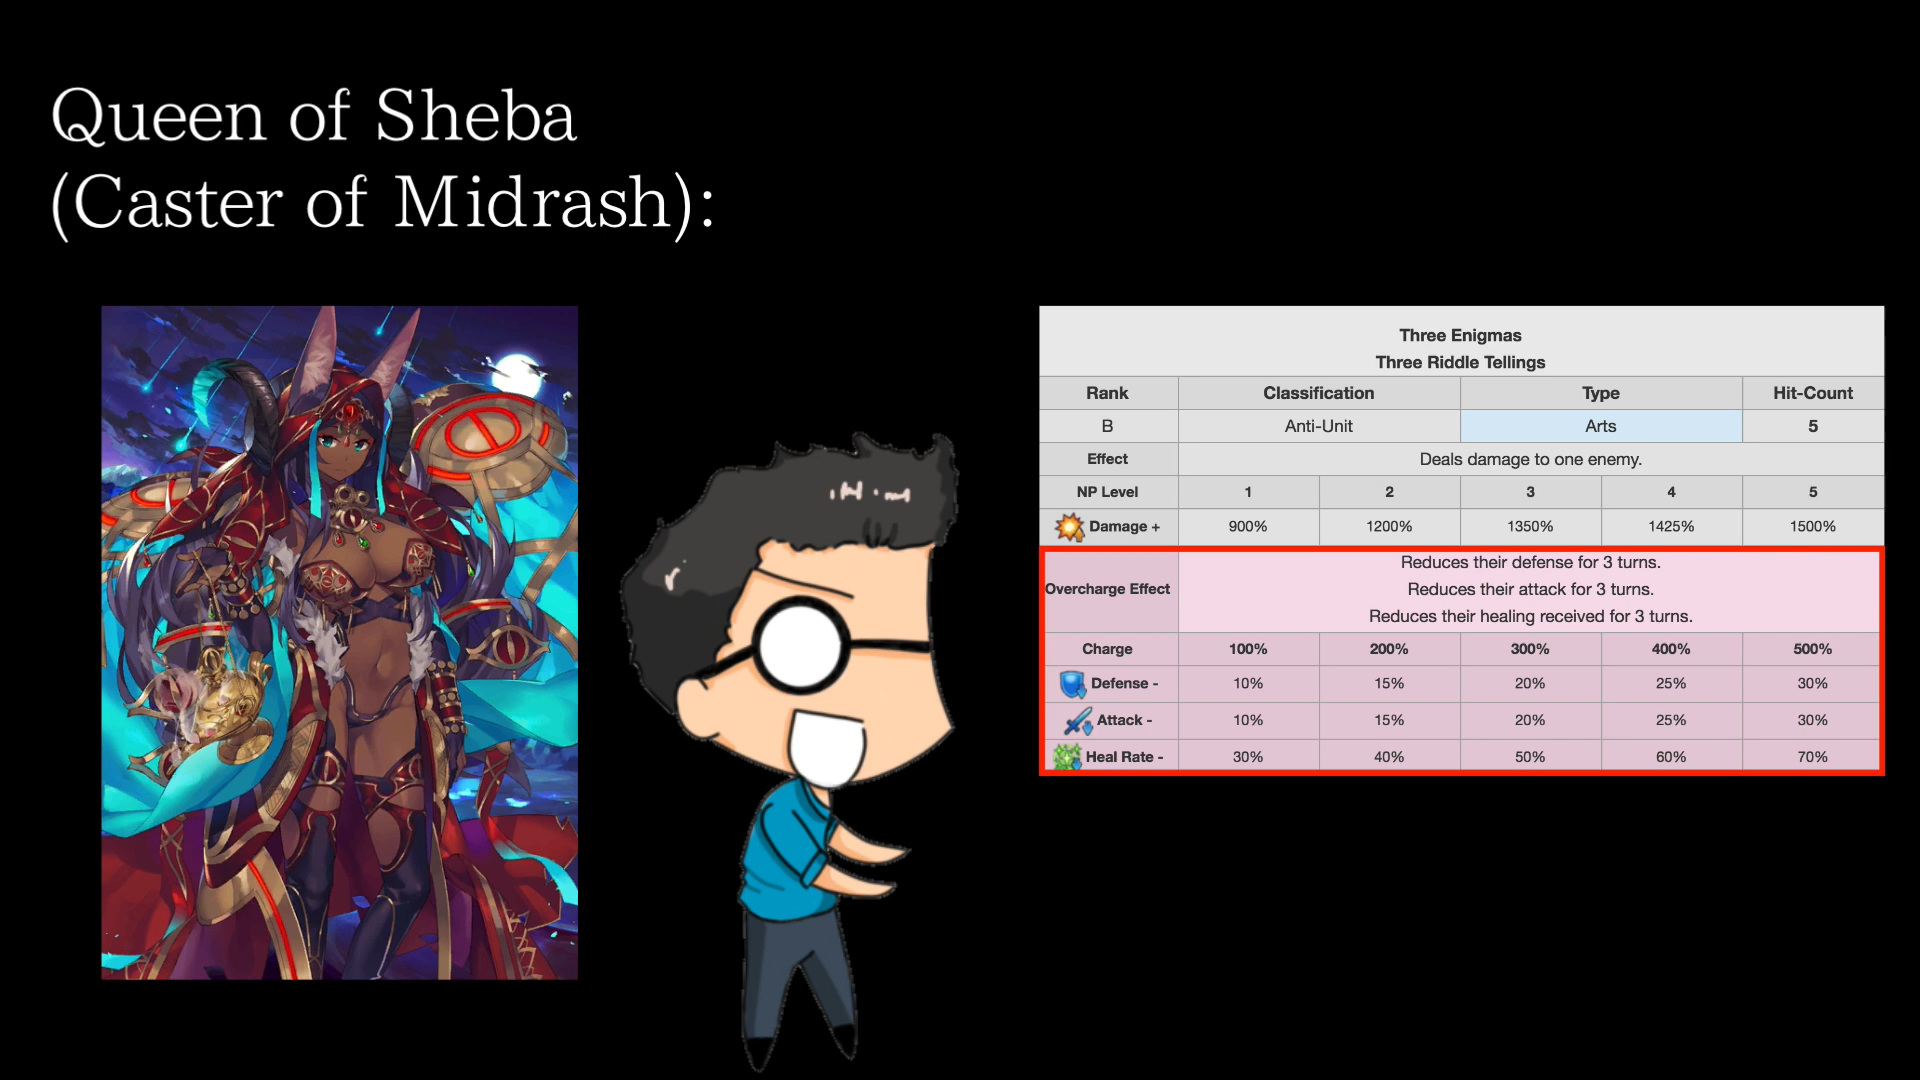 Queen of Sheba
(Caster of Midrash):
Three Enigmas
Three Riddle Tellings
Rank Classification Type Hit-Count
B Anti-Unit Arts 5
Effect Deals damage to one enemy.
NP Level 1 2 3 4 5
Damage + 900% 1200% 1350% 1425% 1500%
Overcharge Effect
Reduces their defense for 3 turns.
Reduces their attack for 3 turns.
Reduces their healing received for 3 turns.
Charge 100% 200% 300% 400% 500%
Defense - 10% 15% 20% 25% 30%
Attack - 10% 15% 20% 25% 30%
Heal Rate - 30% 40% 50% 60% 70%